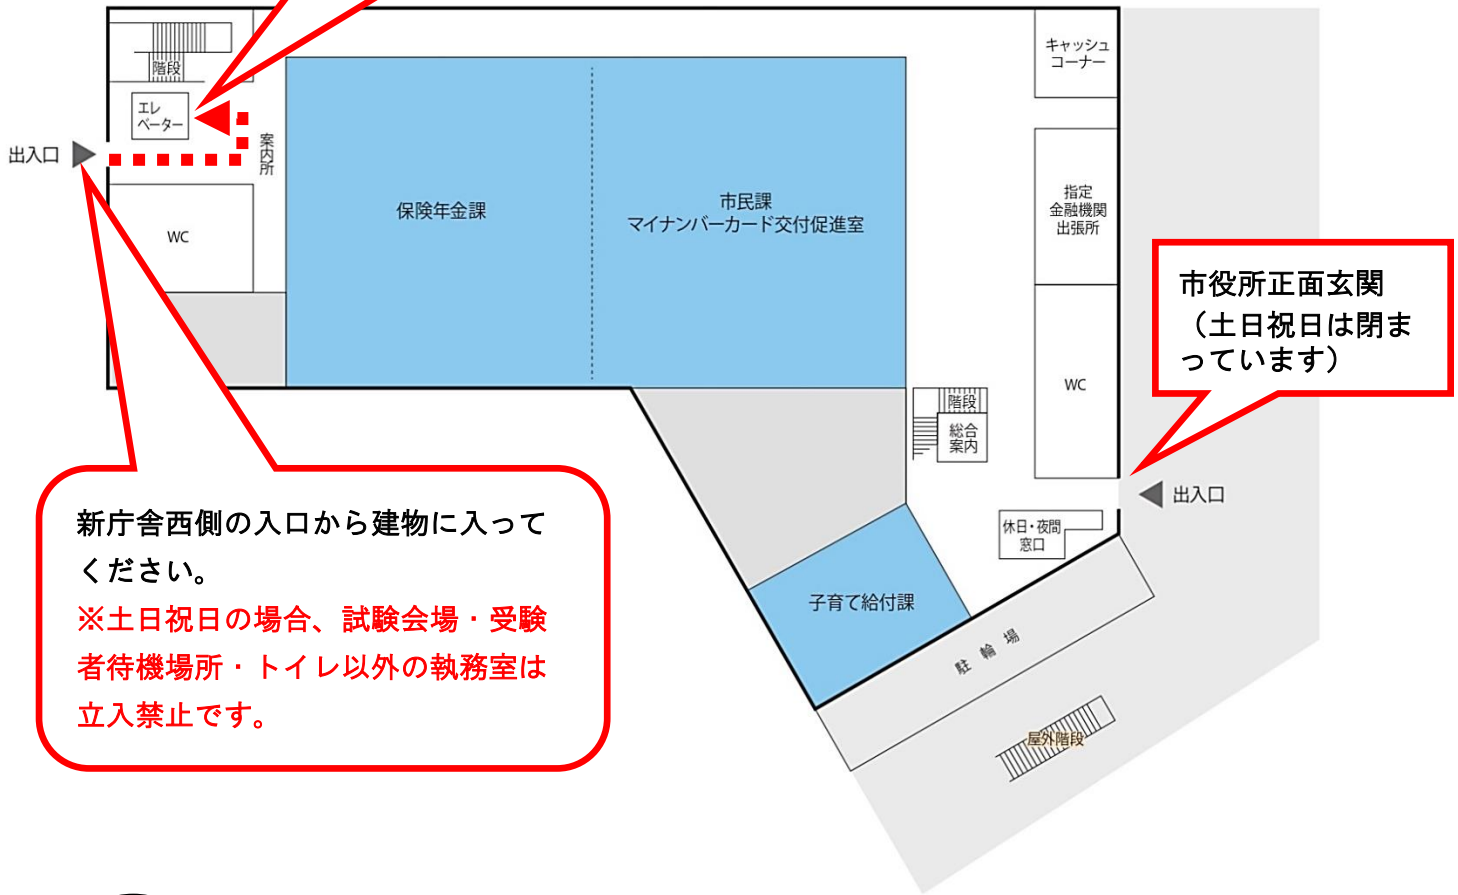 キャッシュ
コーナー
階段
エレ
ベーター
案内所
出入口
指定
金融機関
出張所
保険年金課
市民課
マイナンバーカード交付促進室
WC
市役所正面玄関
（土日祝日は閉ま
っています）
WC
階段
総合
案内
出入口
休日・夜間
窓口
新庁舎西側の入口から建物に入って
ください。
※土日祝日の場合、試験会場・受験
者待機場所・トイレ以外の執務室は
立入禁止です。
子育て給付課
駐輪場
屋外階段